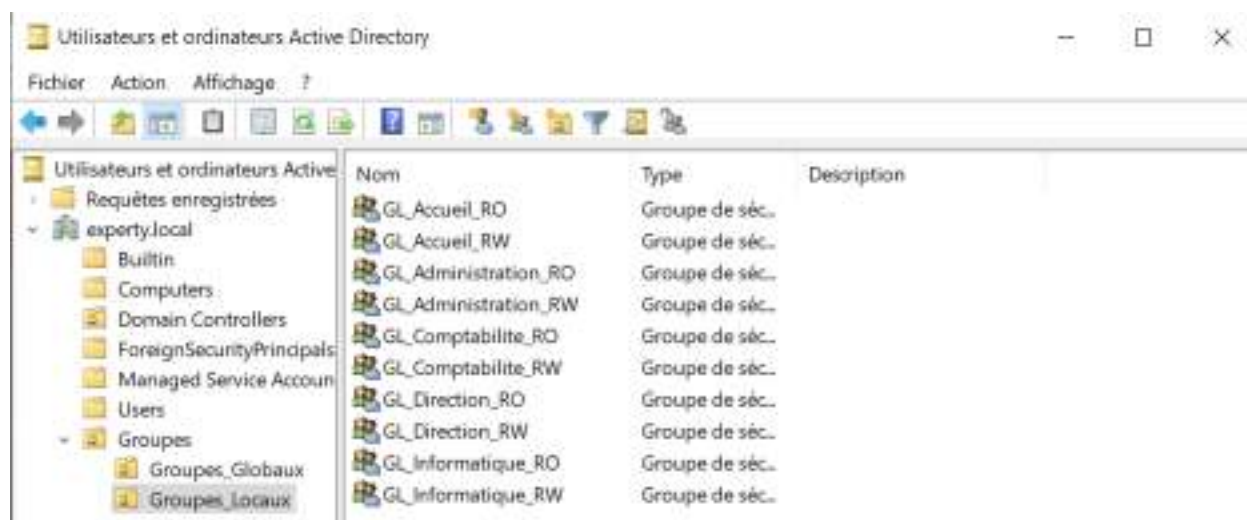 Utilisateurs et ordinateurs Active Directory
Fichier Action Affichage ?
Utilisateurs et ordinateurs Active
Requêtes enregistrées
experty.local
Builtin
Computers
Domain Controllers
ForeignSecurityPrincipals
Managed Service Accoun
Users
Groupes
Groupes_Globaux
Groupes_Locaux
Nom Type Description
GL_Accueil_RO Groupe de séc...
GL_Accueil_RW Groupe de séc...
GL_Administration_RO Groupe de séc...
GL_Administration_RW Groupe de séc...
GL_Comptabilite_RO Groupe de séc...
GL_Comptabilite_RW Groupe de séc...
GL_Direction_RO Groupe de séc...
GL_Direction_RW Groupe de séc...
GL_Informatique_RO Groupe de séc...
GL_Informatique_RW Groupe de séc...